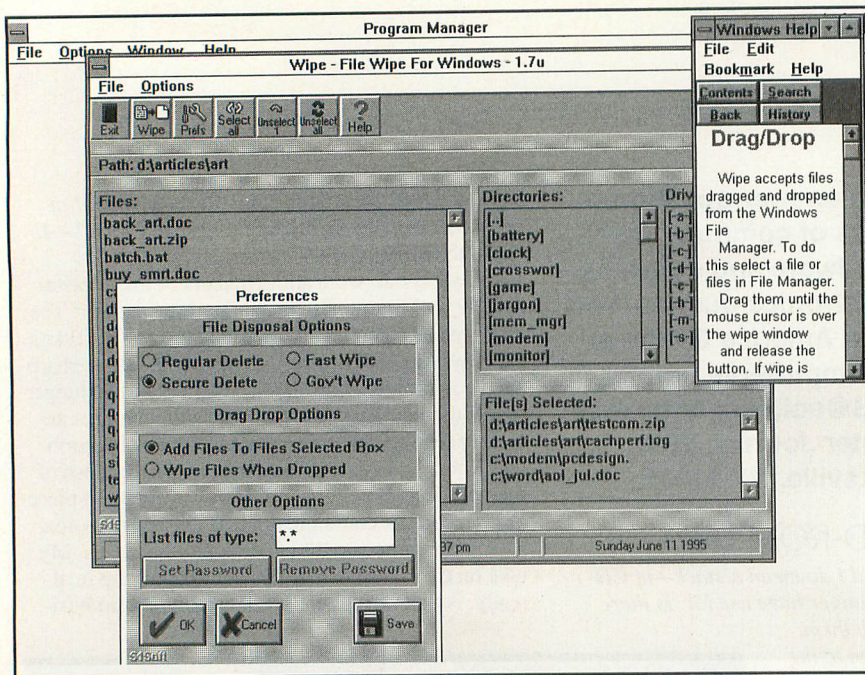 Program Manager
File Options Window Help
Wipe - File Wipe For Windows - 1.7u
File Options
Exit Wipe Prefs Select all Unselect 1 Unselect all Help
Path: d:\articles\art
Files:
back_art.doc
back_art.zip
batch.bat
buy_smrt.doc
Directories:
[..]
[battery]
[clock]
[crosswor]
[game]
[jargon]
[mem_mgr]
[modem]
[monitor]
[-a-]
[-b-]
[-c-]
[-d-]
[-e-]
[-h-]
[-m-
[-s-]
File(s) Selected:
d:\articles\art\testcom.zip
d:\articles\art\cachperf.log
c:\modem\pcdesign.
c:\word\aol_jul.doc
37 pm
Sunday June 11 1995
Preferences
File Disposal Options
Regular Delete Fast Wipe
Secure Delete Gov't Wipe
Drag Drop Options
Add Files To Files Selected Box
Wipe Files When Dropped
Other Options
List files of type: *.*
Set Password Remove Password
OK Cancel Save
Windows Help
File Edit
Bookmark Help
Contents Search
Back History
Drag/Drop
Wipe accepts files
dragged and dropped
from the Windows
File
Manager. To do
this select a file or
files in File Manager.
Drag them until the
mouse cursor is over
the wipe window
and release the
button. If wipe is